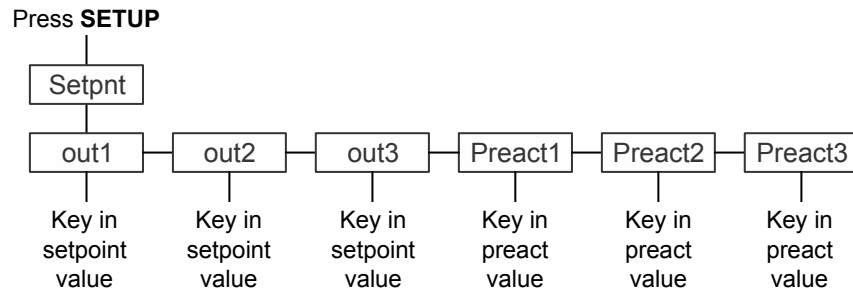 Press SETUP
Setpnt
out1
out2
out3
Preact1
Preact2
Preact3
Key in
setpoint
value
Key in
setpoint
value
Key in
setpoint
value
Key in
preact
value
Key in
preact
value
Key in
preact
value